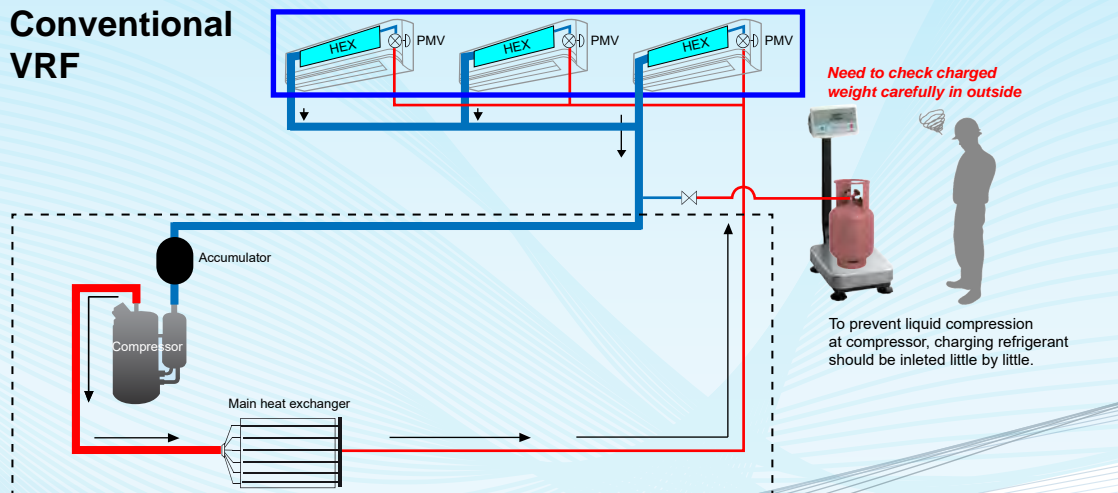 Conventional
VRF
HEX
PMV
HEX
PMV
HEX
PMV
Need to check charged
weight carefully in outside
Accumulator
Compressor
To prevent liquid compression
at compressor, charging refrigerant
should be inleted little by little.
Main heat exchanger